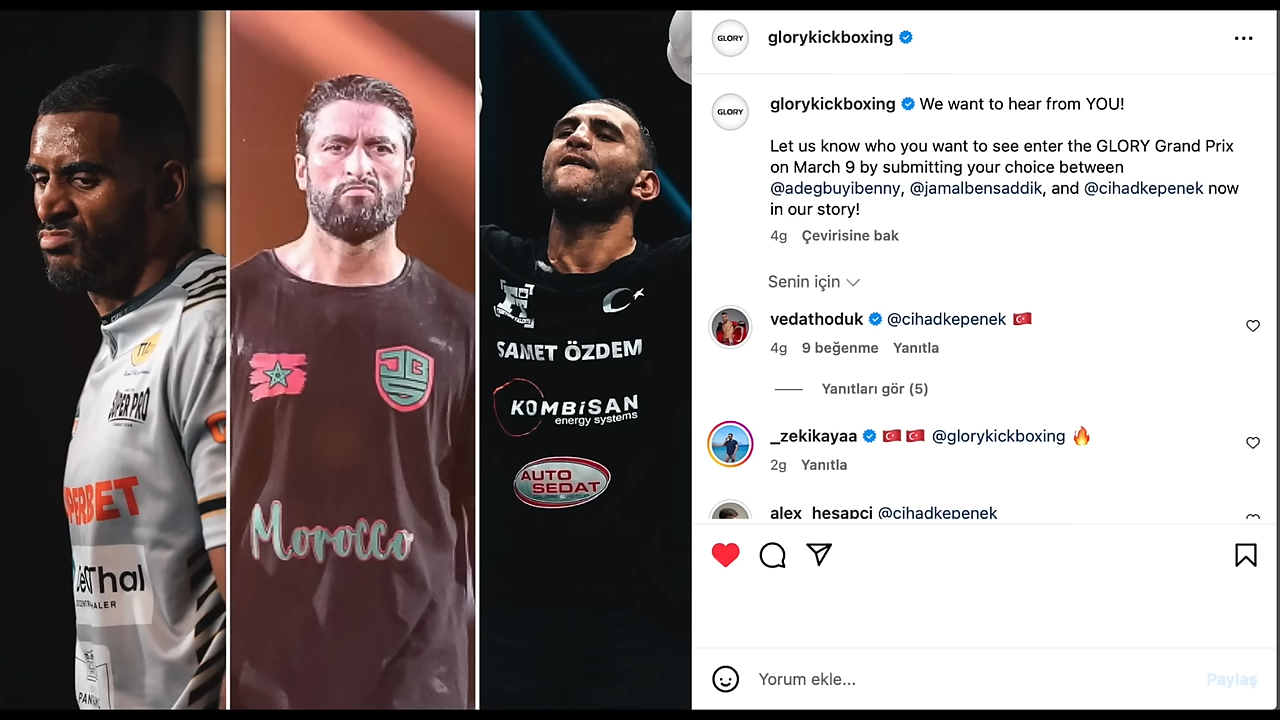 GLORY
glorykickboxing
GLORY
glorykickboxing We want to hear from YOU!
Let us know who you want to see enter the GLORY Grand Prix
on March 9 by submitting your choice between
@adegbuyibenny, @jamalbensaddik, and @cihadkepenek now
in our story!
4g Çevirisine bak
Senin için
vedathoduk @cihadkepenek 🇹🇷
4g 9 beğenme Yanıtla
Yanıtları gör (5)
_zekikayaa 🇹🇷 🇹🇷 @glorykickboxing 🔥
2g Yanıtla
alex_hesapci @cihadkepenek
Yorum ekle...
Paylaş
SUPER PRO
JBS
Morocco
SAMET ÖZDEM
KOMBiSAN
energy systems
AUTO
SEDAT